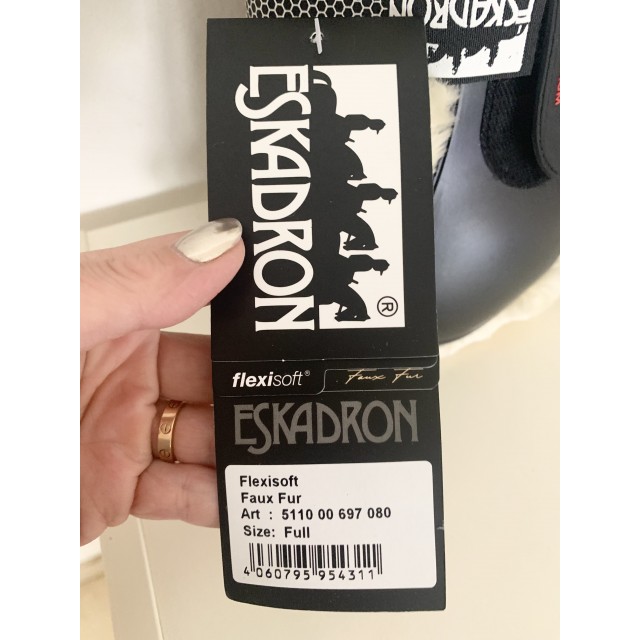 ESKADRON
ESKADRON
®
flexisoft® Faux Fur
ESKADRON
Flexisoft
Faux Fur
Art : 5110 00 697 080
Size: Full
4 060795 954311